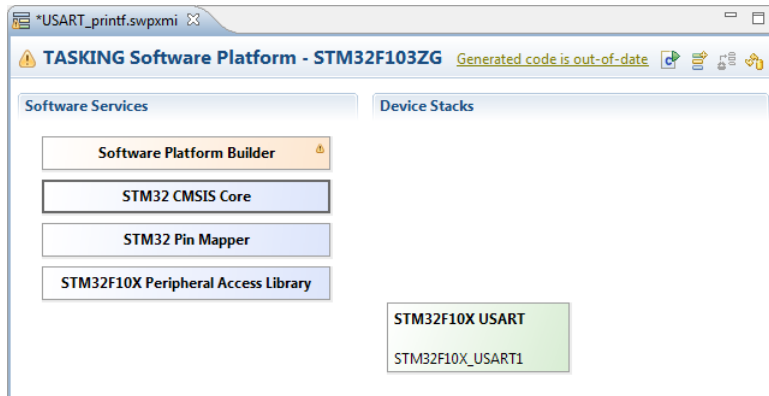 *USART_printf.swpxmi
TASKING Software Platform - STM32F103ZG Generated code is out-of-date
Software Services
Device Stacks
Software Platform Builder
STM32 CMSIS Core
STM32 Pin Mapper
STM32F10X Peripheral Access Library
STM32F10X USART
STM32F10X_USART1